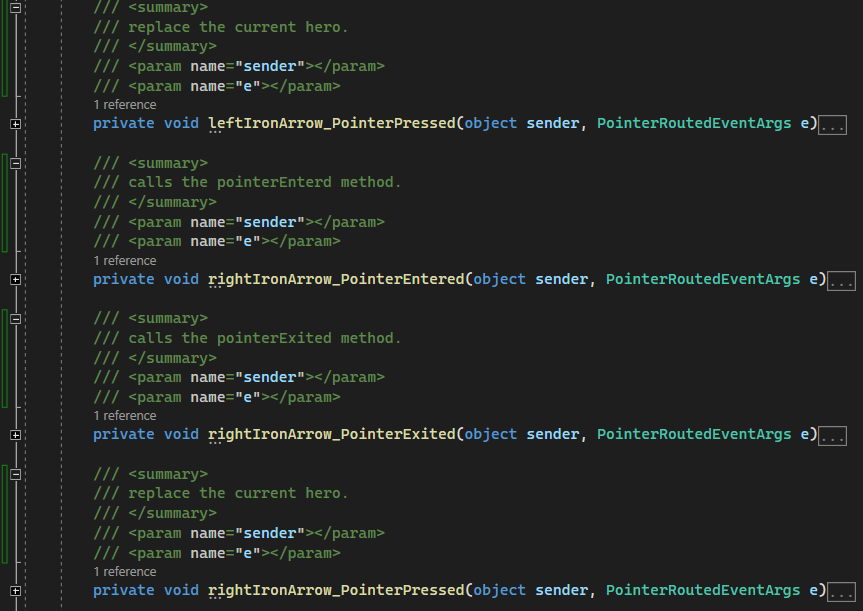 /// <summary>
/// replace the current hero.
/// </summary>
/// <param name="sender"></param>
/// <param name="e"></param>
1 reference
private void leftIronArrow_PointerPressed(object sender, PointerRoutedEventArgs e)...
/// <summary>
/// calls the pointerEnterd method.
/// </summary>
/// <param name="sender"></param>
/// <param name="e"></param>
1 reference
private void rightIronArrow_PointerEntered(object sender, PointerRoutedEventArgs e)...
/// <summary>
/// calls the pointerExited method.
/// </summary>
/// <param name="sender"></param>
/// <param name="e"></param>
1 reference
private void rightIronArrow_PointerExited(object sender, PointerRoutedEventArgs e)...
/// <summary>
/// replace the current hero.
/// </summary>
/// <param name="sender"></param>
/// <param name="e"></param>
1 reference
private void rightIronArrow_PointerPressed(object sender, PointerRoutedEventArgs e)...